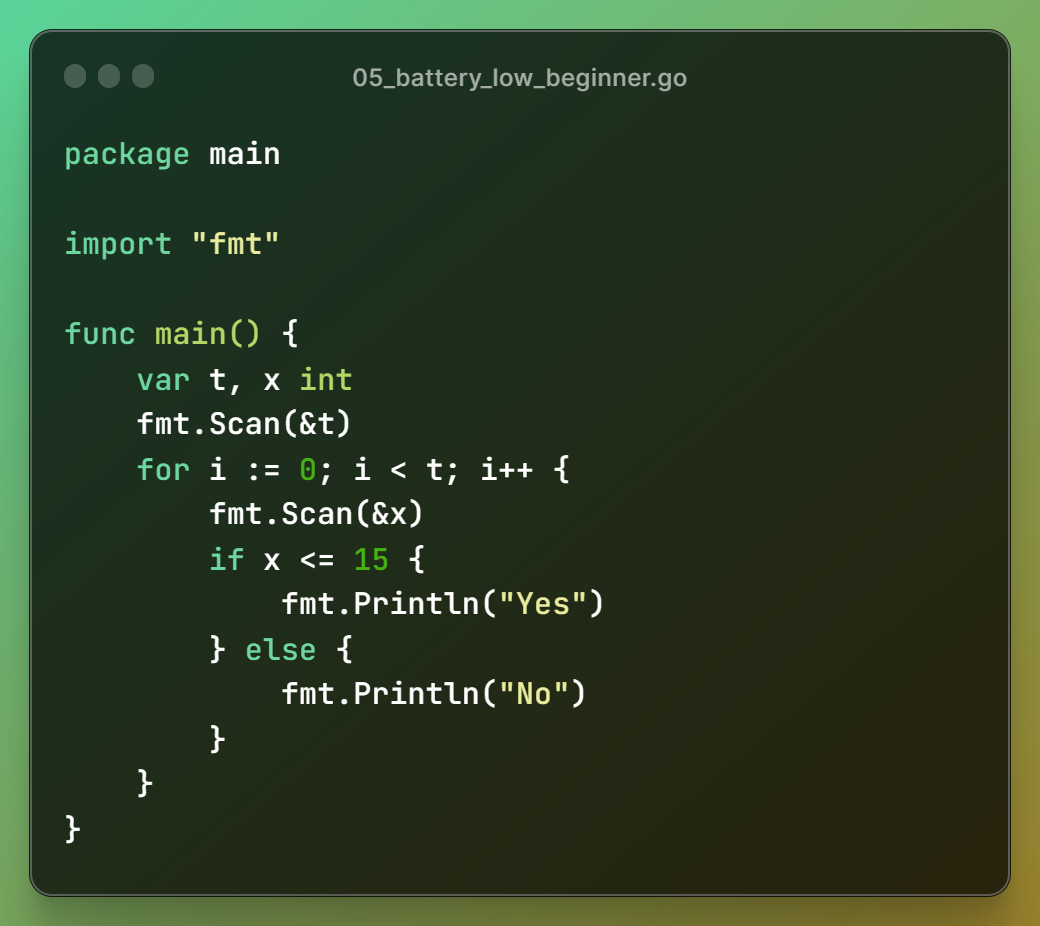 05_battery_low_beginner.go
package main
import "fmt"
func main() {
    var t, x int
    fmt.Scan(&t)
    for i := 0; i < t; i++ {
        fmt.Scan(&x)
        if x <= 15 {
            fmt.Println("Yes")
        } else {
            fmt.Println("No")
        }
    }
}